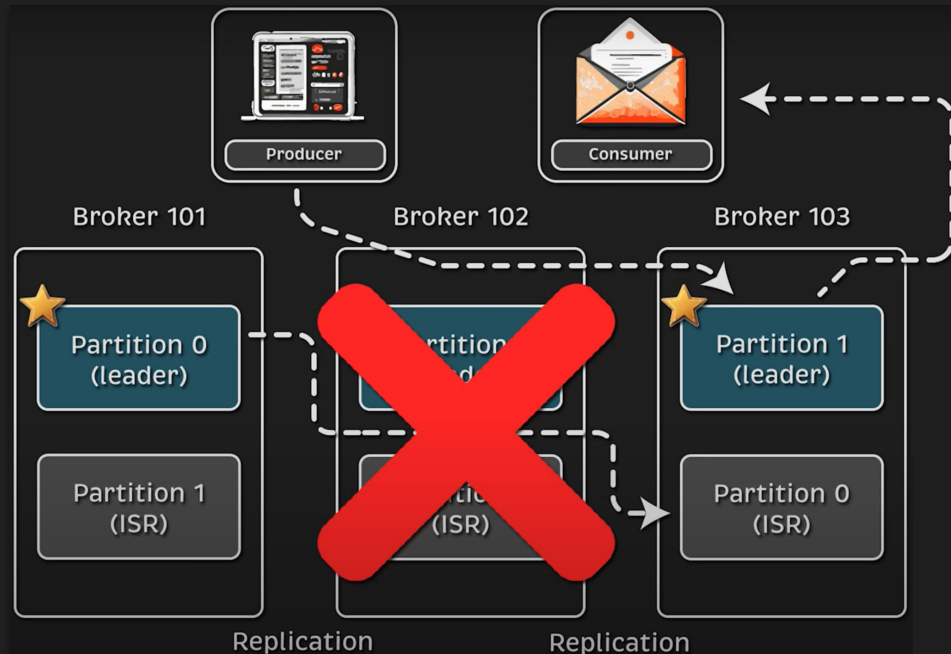 Producer
Consumer
Broker 101
Broker 102
Broker 103
Partition 0
(leader)
Partition 1
(leader)
Partition 1
(ISR)
(ISR)
Partition 0
(ISR)
Replication
Replication